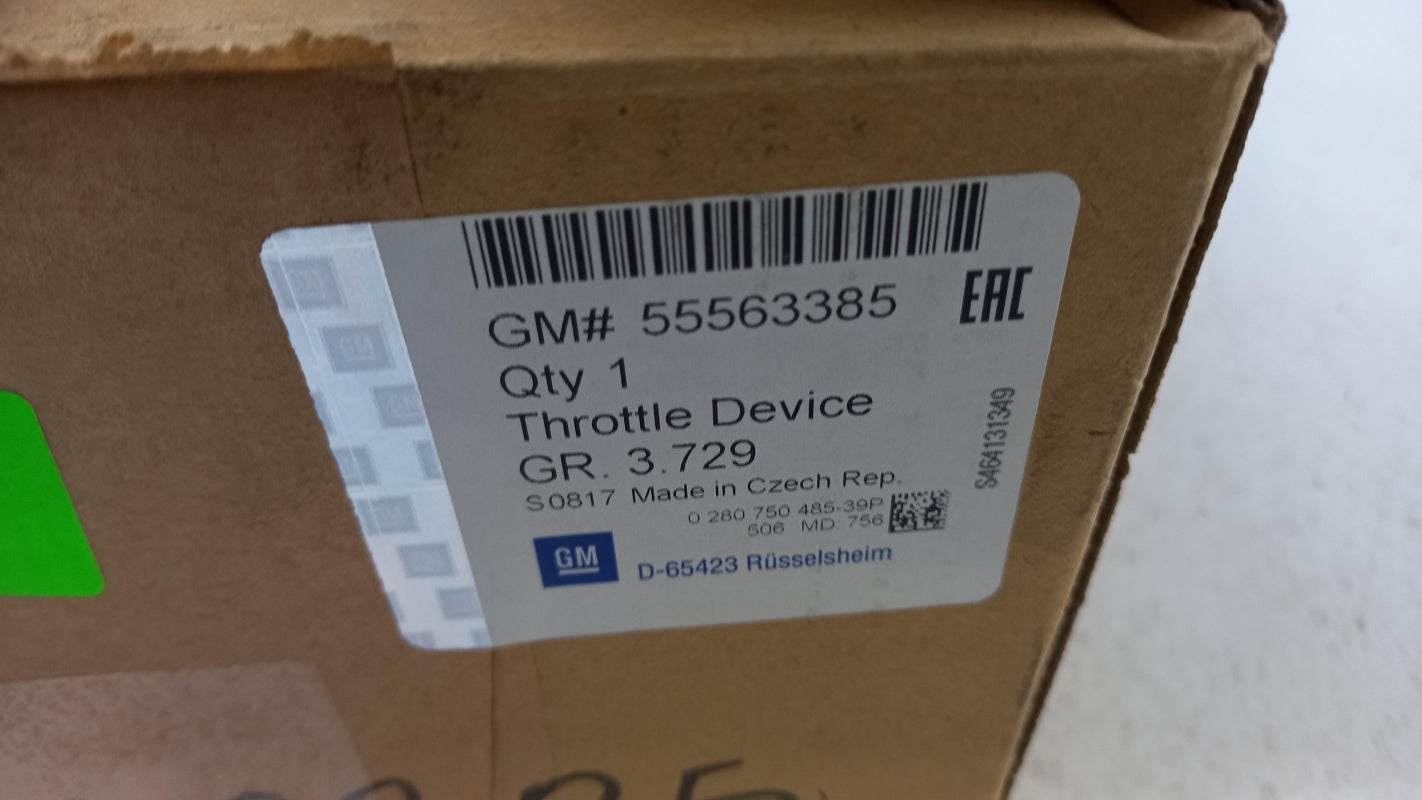 GM# 55563385
EAC
Qty 1
Throttle Device
GR. 3.729
S0817 Made in Czech Rep.
0 280 750 485-39P
506 MD: 756
S464131349
GM
D-65423 Rüsselsheim